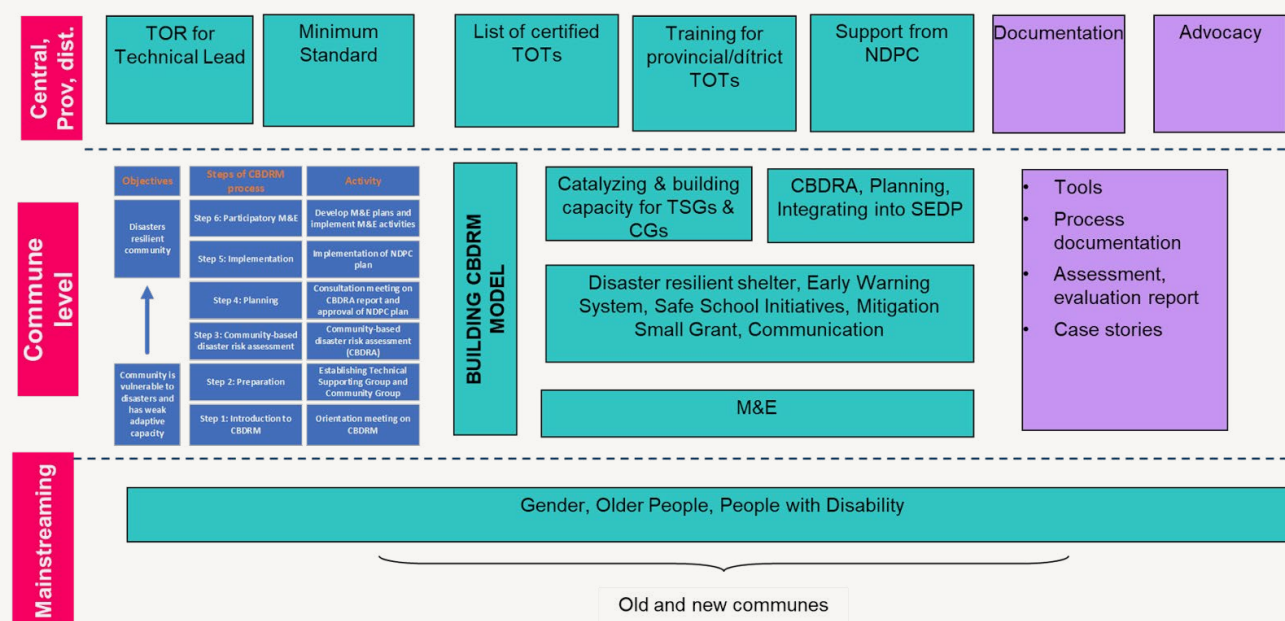 Central,
Prov, dist.
TOR for
Technical Lead
Minimum
Standard
List of certified
TOTs
Training for
provincial/dítrict
TOTs
Support from
NDPC
Documentation
Advocacy
Commune
level
Objectives
Steps of CBDRM
process
Activity
Disasters
resilient
community
Step 6: Participatory M&E
Develop M&E plans and
implement M&E activities
Step 5: Implementation
Implementation of NDPC
plan
Step 4: Planning
Consultation meeting on
CBDRA report and
approval of NDPC plan
Step 3: Community-based
disaster risk assessment
Community-based
disaster risk assessment
(CBDRA)
Community is
vulnerable to
disasters and
has weak
adaptive
capacity
Step 2: Preparation
Establishing Technical
Supporting Group and
Community Group
Step 1: Introduction to
CBDRM
Orientation meeting on
CBDRM
BUILDING CBDRM
MODEL
Catalyzing & building
capacity for TSGs &
CGs
CBDRA, Planning,
Integrating into SEDP
Disaster resilient shelter, Early Warning
System, Safe School Initiatives, Mitigation
Small Grant, Communication
M&E
• Tools
• Process
documentation
• Assessment,
evaluation report
• Case stories
Mainstreaming
Gender, Older People, People with Disability
Old and new communes